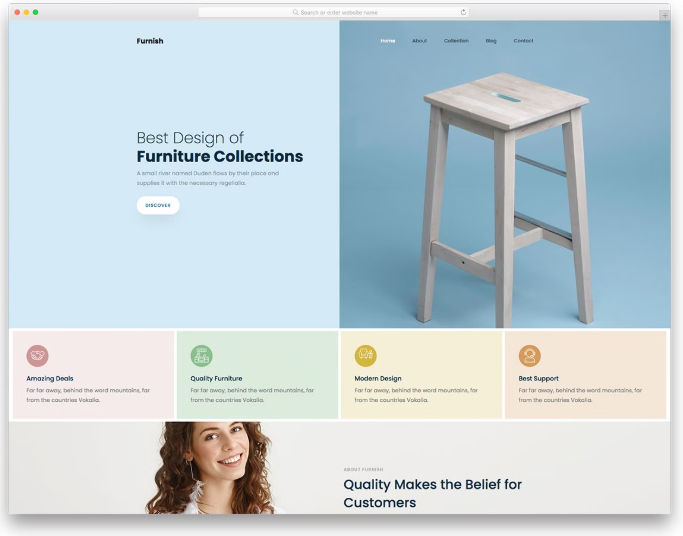 Search or enter website name
Furnish
Home About Collection Blog Contact
Best Design of
Furniture Collections
A small river named Duden flows by their place and
supplies it with the necessary regelialia.
DISCOVER
Amazing Deals
Far far away, behind the word mountains, far
from the countries Vokalia.
Quality Furniture
Far far away, behind the word mountains, far
from the countries Vokalia.
Modern Design
Far far away, behind the word mountains, far
from the countries Vokalia.
Best Support
Far far away, behind the word mountains, far
from the countries Vokalia.
ABOUT FURNISH
Quality Makes the Belief for
Customers